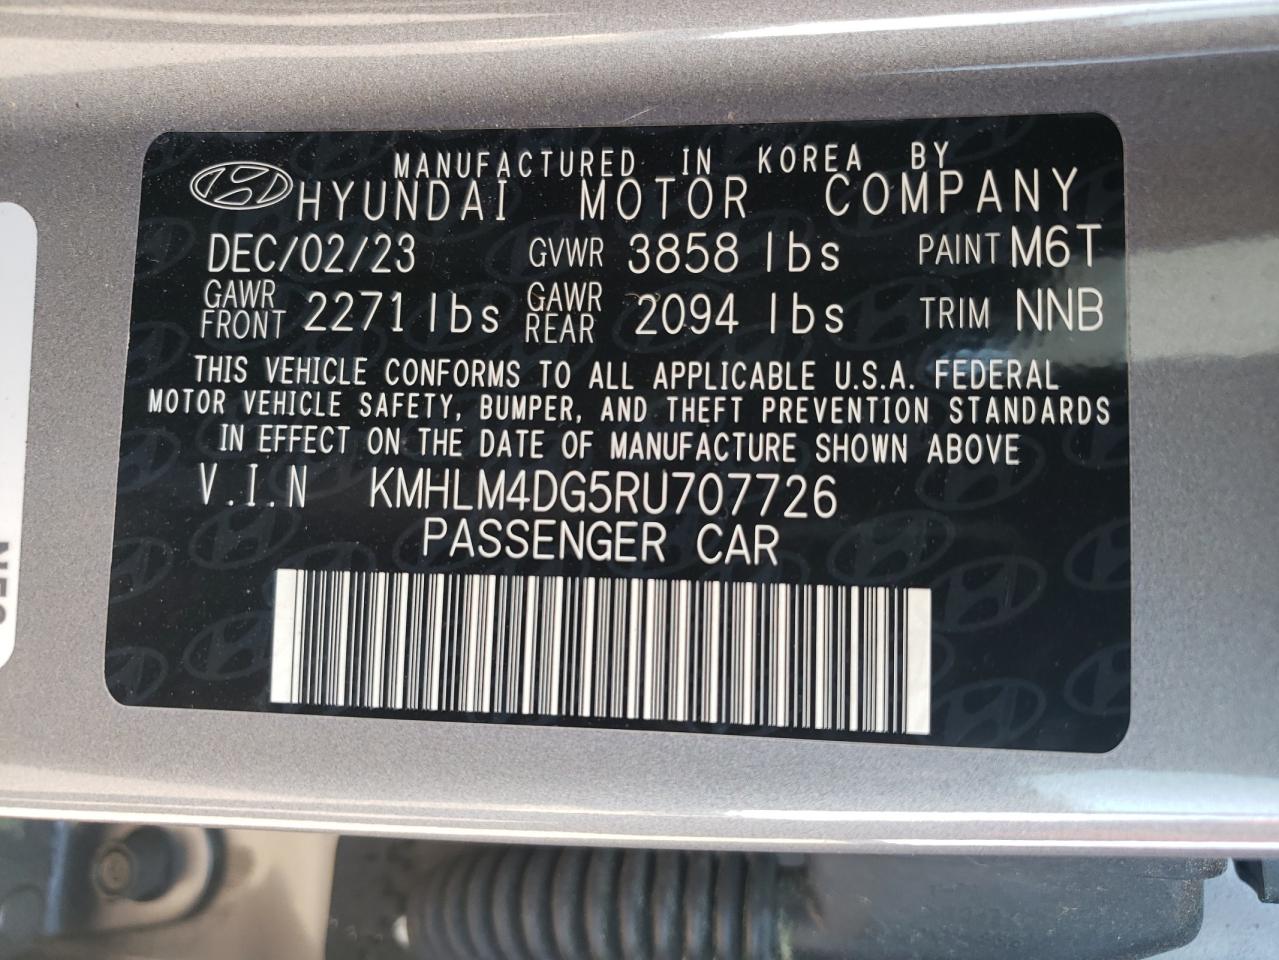 MANUFACTURED IN KOREA BY
HYUNDAI MOTOR COMPANY
DEC/02/23 GVWR 3858 lbs PAINT M6T
GAWR FRONT 2271 lbs GAWR REAR 2094 lbs TRIM NNB
THIS VEHICLE CONFORMS TO ALL APPLICABLE U.S.A. FEDERAL
MOTOR VEHICLE SAFETY, BUMPER, AND THEFT PREVENTION STANDARDS
IN EFFECT ON THE DATE OF MANUFACTURE SHOWN ABOVE
V.I.N KMHLM4DG5RU707726
PASSENGER CAR